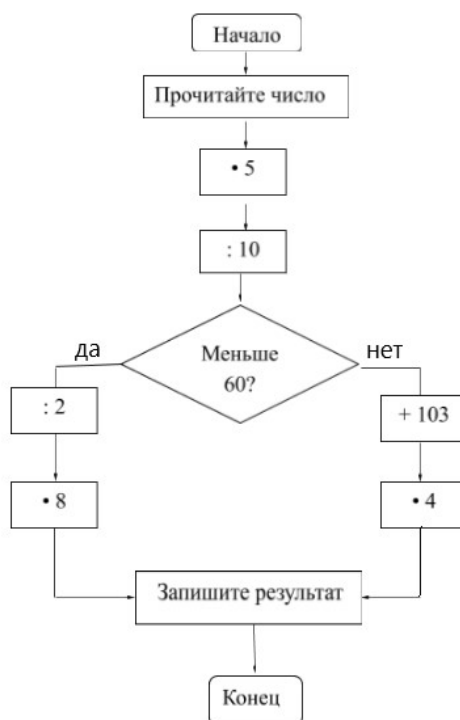 Начало
Прочитайте число
• 5
: 10
да
Меньше
60?
нет
: 2
+ 103
• 8
• 4
Запишите результат
Конец